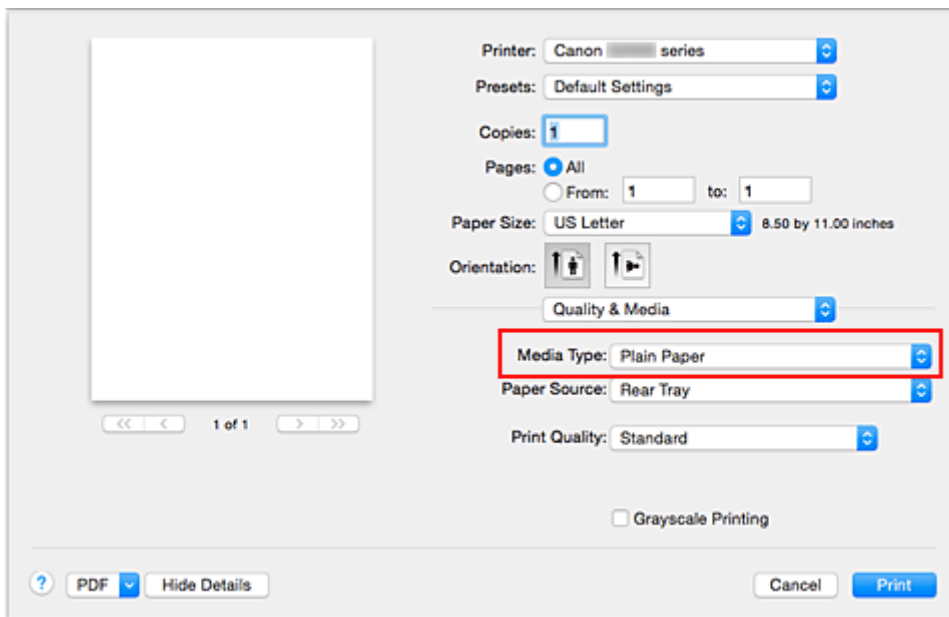 Printer: Canon series
Presets: Default Settings
Copies: 1
Pages: All
From: 1 to: 1
Paper Size: US Letter 8.50 by 11.00 inches
Orientation:
Quality & Media
Media Type: Plain Paper
Paper Source: Rear Tray
<< < 1 of 1 > >>
Print Quality: Standard
Grayscale Printing
? PDF Hide Details Cancel Print